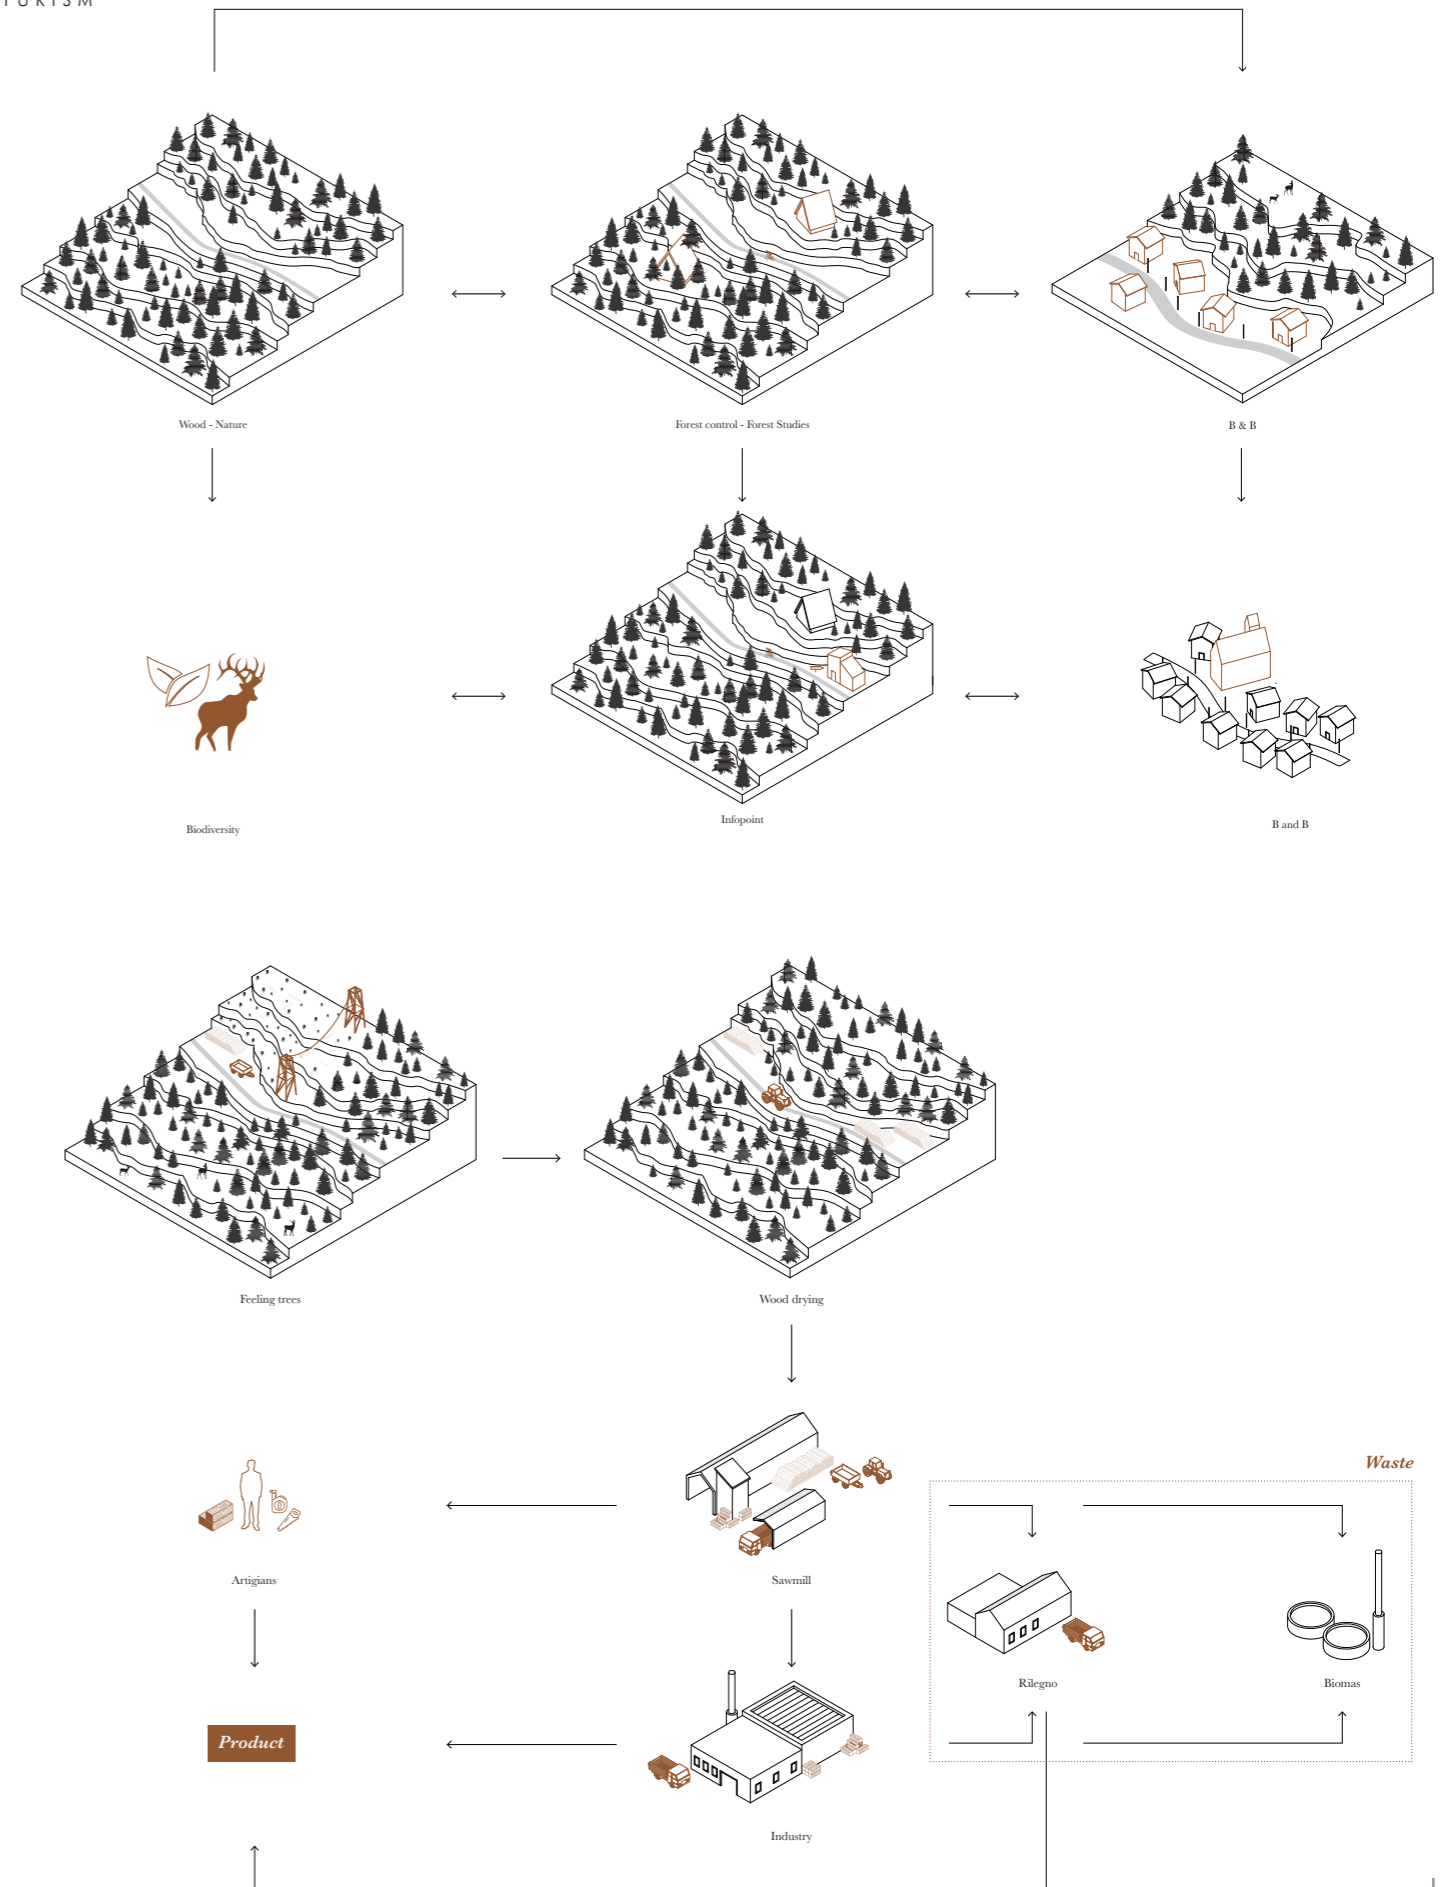 TURISM
Wood - Nature
Forest control - Forest Studies
B & B
Biodiversity
Infopoint
B and B
Feeling trees
Wood drying
Waste
Artigians
Sawmill
Rilegno
Biomas
Product
Industry